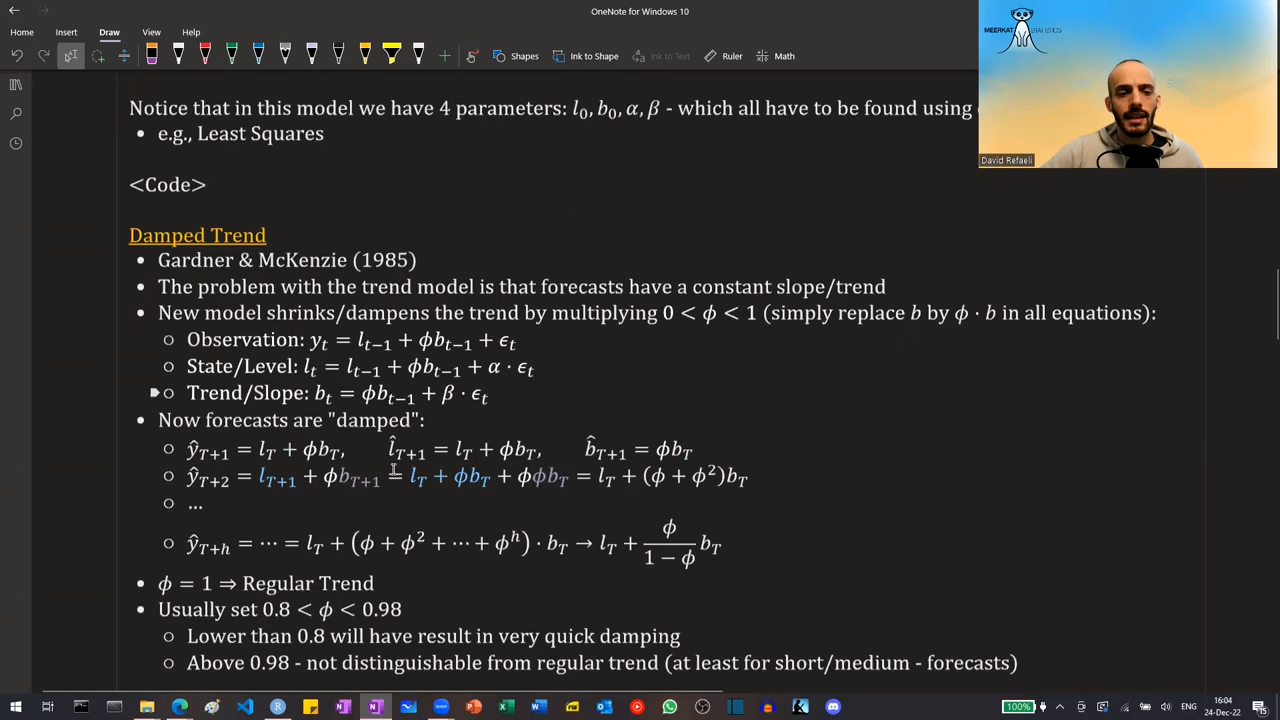 OneNote for Windows 10
Home Insert Draw View Help
Shapes Ink to Shape Ink to Text Ruler Math
MEERKAT STATISTICS
David Refaeli
Notice that in this model we have 4 parameters: l₀, b₀, α, β - which all have to be found using
• e.g., Least Squares
<Code>
Damped Trend
• Gardner & McKenzie (1985)
• The problem with the trend model is that forecasts have a constant slope/trend
• New model shrinks/dampens the trend by multiplying 0 < ϕ < 1 (simply replace b by ϕ · b in all equations):
○ Observation: yₜ = lₜ₋₁ + ϕbₜ₋₁ + ϵₜ
○ State/Level: lₜ = lₜ₋₁ + ϕbₜ₋₁ + α · ϵₜ
○ Trend/Slope: bₜ = ϕbₜ₋₁ + β · ϵₜ
• Now forecasts are "damped":
○ ŷ_{T+1} = l_T + ϕb_T, l̂_{T+1} = l_T + ϕb_T, b̂_{T+1} = ϕb_T
○ ŷ_{T+2} = l_{T+1} + ϕb_{T+1} = l_T + ϕb_T + ϕϕb_T = l_T + (ϕ + ϕ²)b_T
○ ...
○ ŷ_{T+h} = ⋯ = l_T + (ϕ + ϕ² + ⋯ + ϕʰ) · b_T → l_T + ϕ/(1 − ϕ) b_T
• ϕ = 1 ⇒ Regular Trend
• Usually set 0.8 < ϕ < 0.98
○ Lower than 0.8 will have result in very quick damping
○ Above 0.98 - not distinguishable from regular trend (at least for short/medium - forecasts)
100% 16:04
24-Dec-22